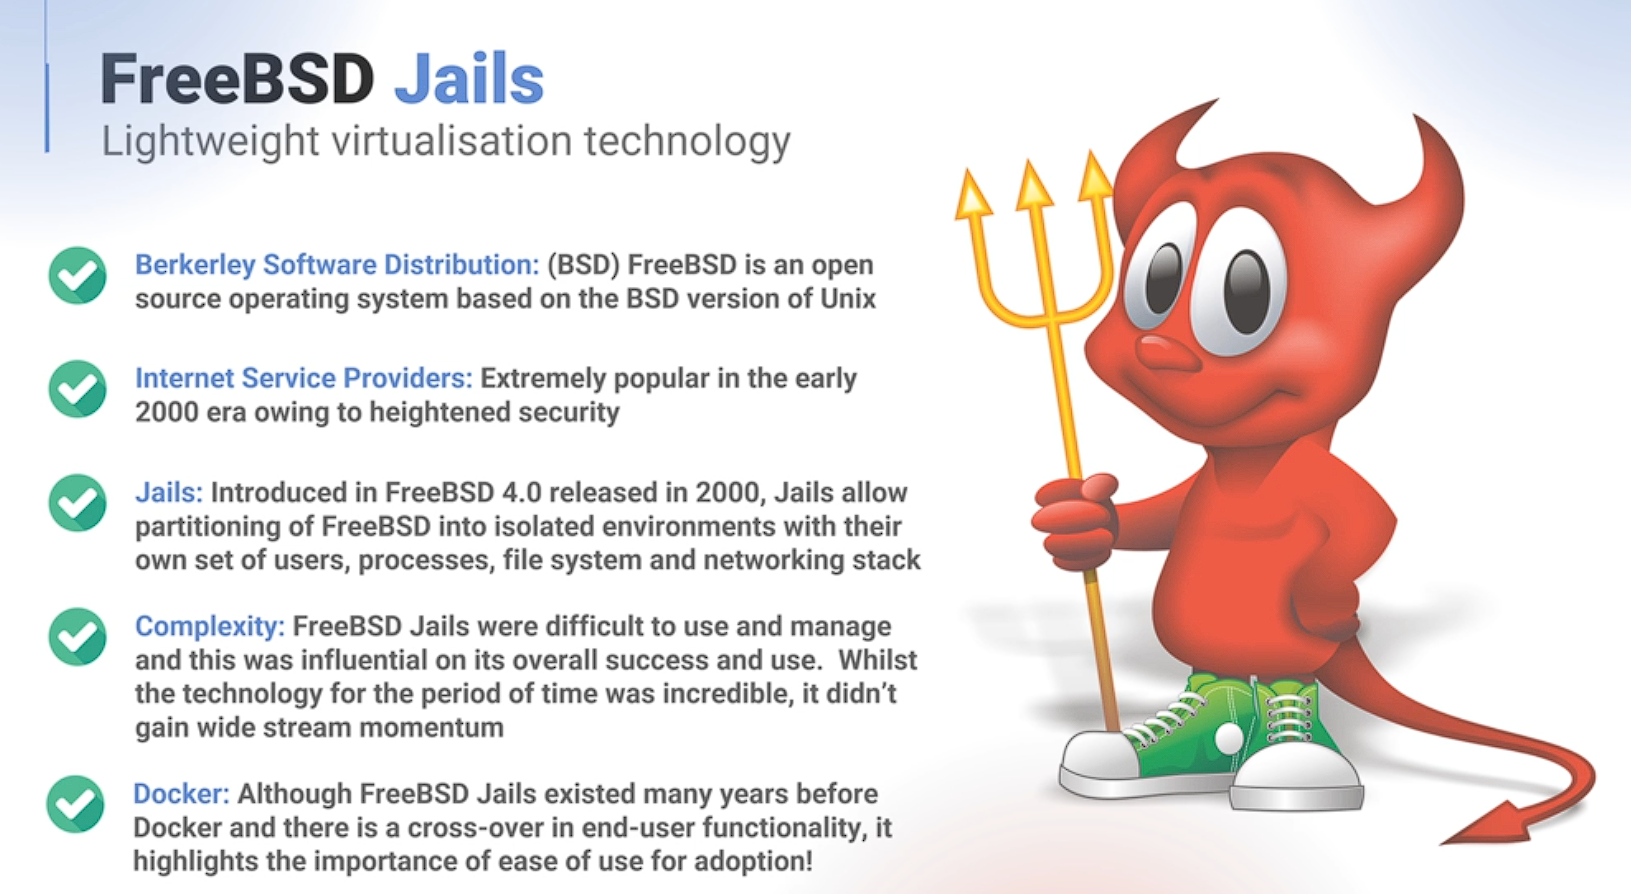 FreeBSD Jails
Lightweight virtualisation technology
Berkerley Software Distribution: (BSD) FreeBSD is an open
source operating system based on the BSD version of Unix
Internet Service Providers: Extremely popular in the early
2000 era owing to heightened security
Jails: Introduced in FreeBSD 4.0 released in 2000, Jails allow
partitioning of FreeBSD into isolated environments with their
own set of users, processes, file system and networking stack
Complexity: FreeBSD Jails were difficult to use and manage
and this was influential on its overall success and use.  Whilst
the technology for the period of time was incredible, it didn't
gain wide stream momentum
Docker: Although FreeBSD Jails existed many years before
Docker and there is a cross-over in end-user functionality, it
highlights the importance of ease of use for adoption!